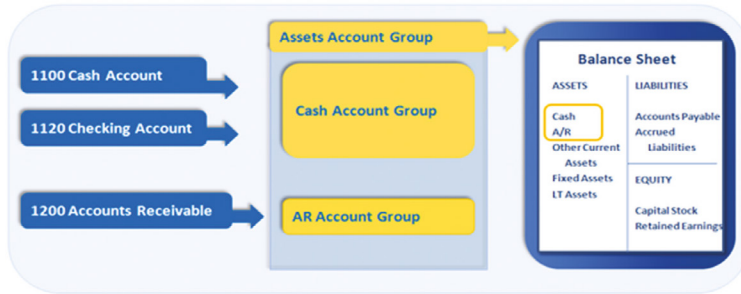 1100 Cash Account
1120 Checking Account
1200 Accounts Receivable
Assets Account Group
Cash Account Group
AR Account Group
Balance Sheet
ASSETS
Cash
A/R
Other Current
Assets
Fixed Assets
LT Assets
LIABILITIES
Accounts Payable
Accrued
Liabilities
EQUITY
Capital Stock
Retained Earnings